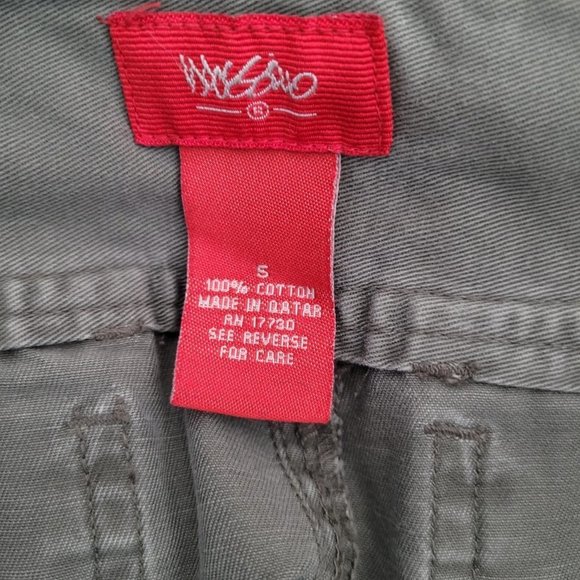 Mossimo
®
S
100% COTTON
MADE IN QATAR
RN 17730
SEE REVERSE
FOR CARE